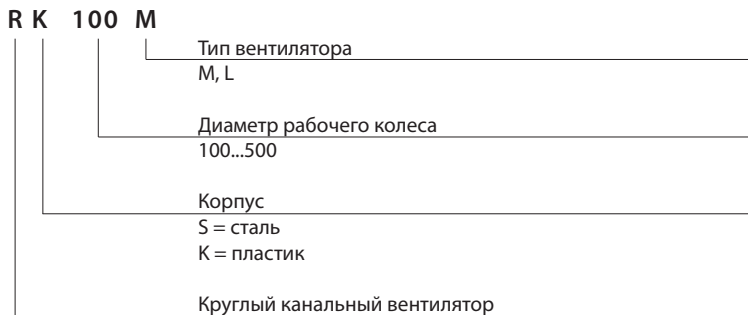 R K 100 M
Тип вентилятора
M, L
Диаметр рабочего колеса
100...500
Корпус
S = сталь
K = пластик
Круглый канальный вентилятор